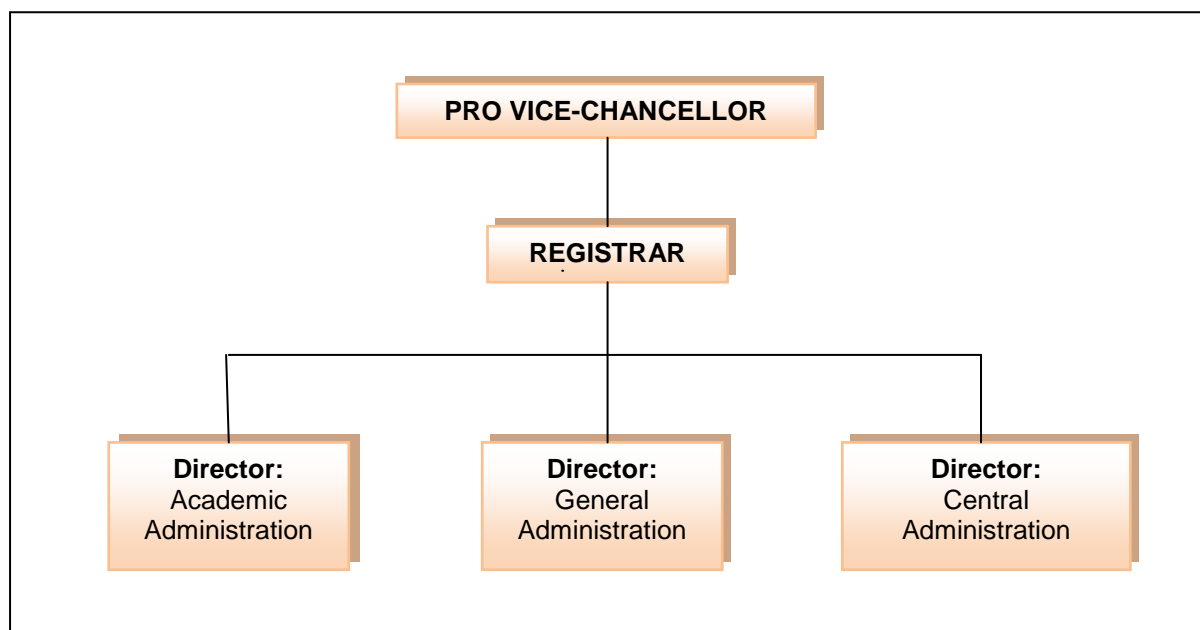 PRO VICE-CHANCELLOR
REGISTRAR
Director:
Academic
Administration
Director:
General
Administration
Director:
Central
Administration